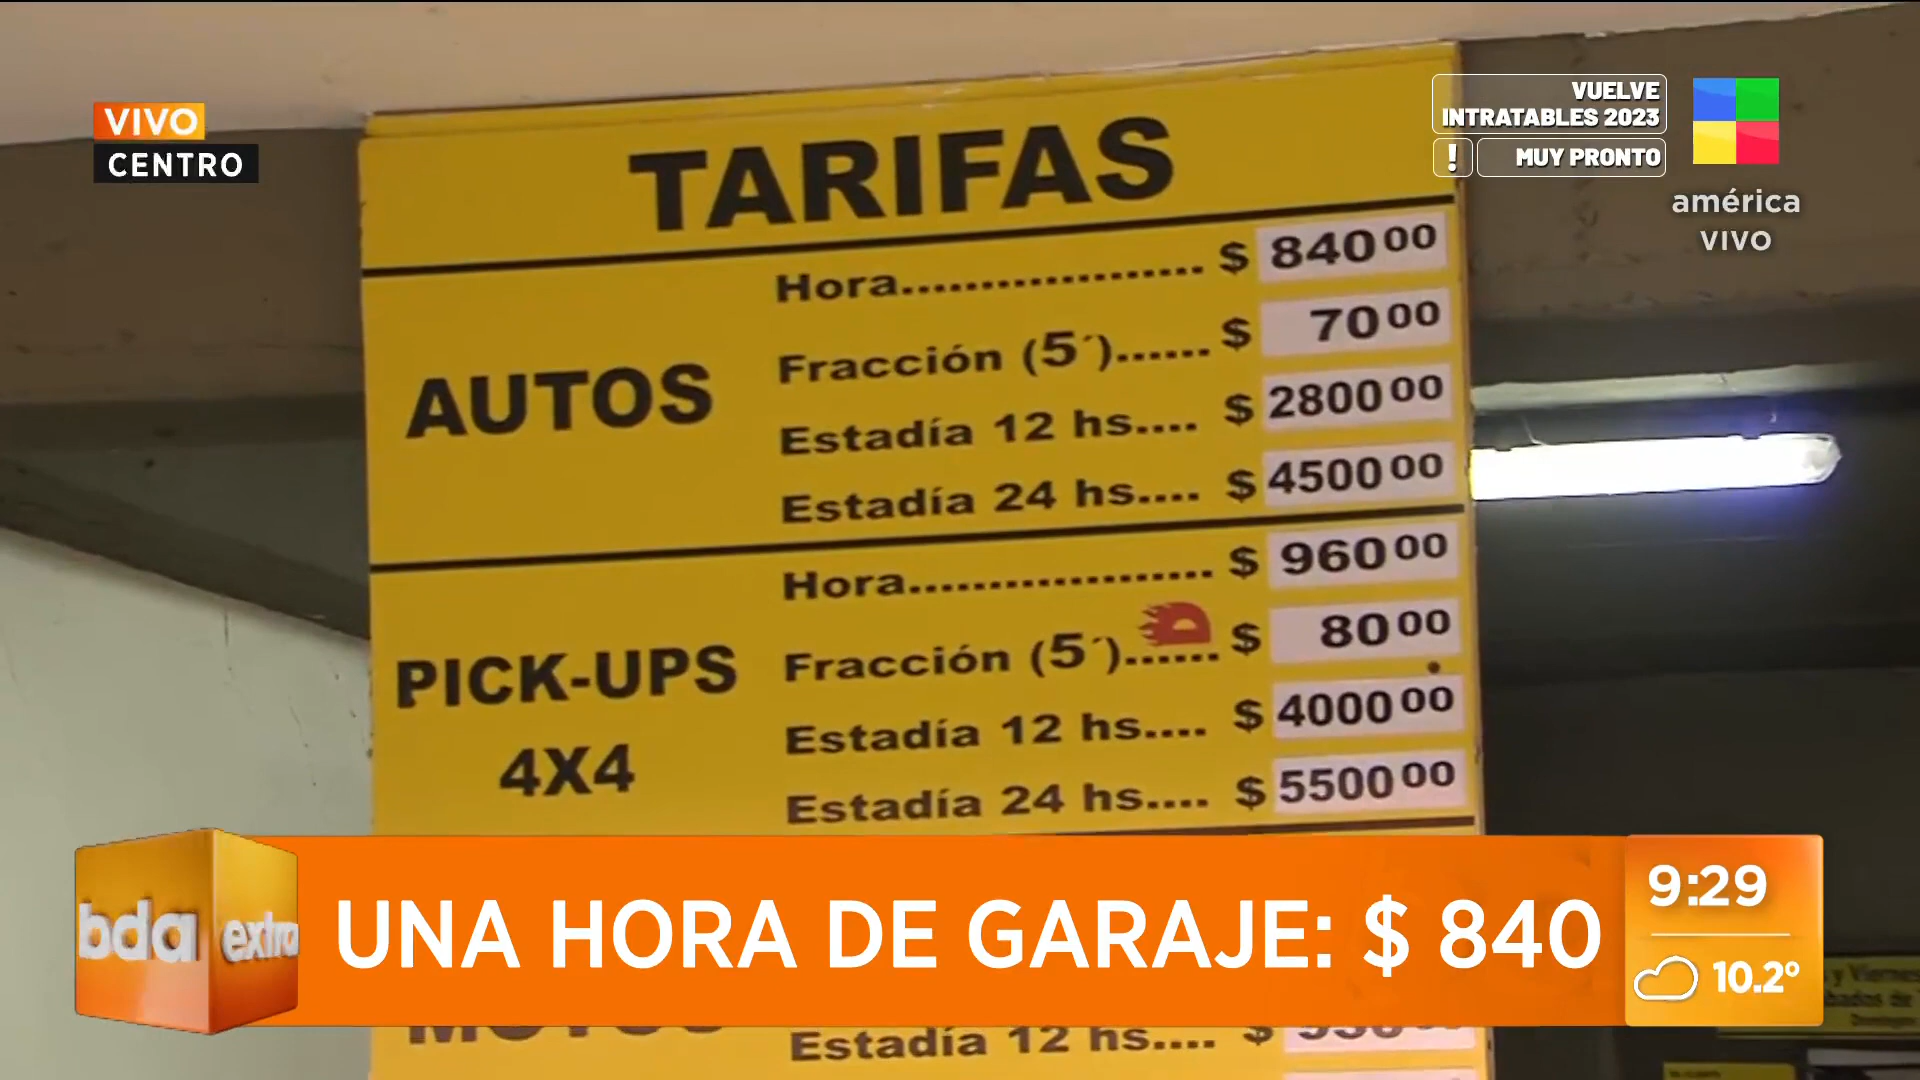 VIVO
CENTRO
VUELVE
INTRATABLES 2023
! MUY PRONTO
américa
VIVO
TARIFAS
AUTOS
Hora.................. $ 840 00
Fracción (5´)...... $ 70 00
Estadía 12 hs.... $ 2800 00
Estadía 24 hs.... $ 4500 00
PICK-UPS
4X4
Hora.................. $ 960 00
Fracción (5´)...... $ 80 00
Estadía 12 hs.... $ 4000 00
Estadía 24 hs.... $ 5500 00
bda extra
UNA HORA DE GARAJE: $ 840
9:29
10.2°
MOTOS
Estadía 12 hs.... $
y Viernes